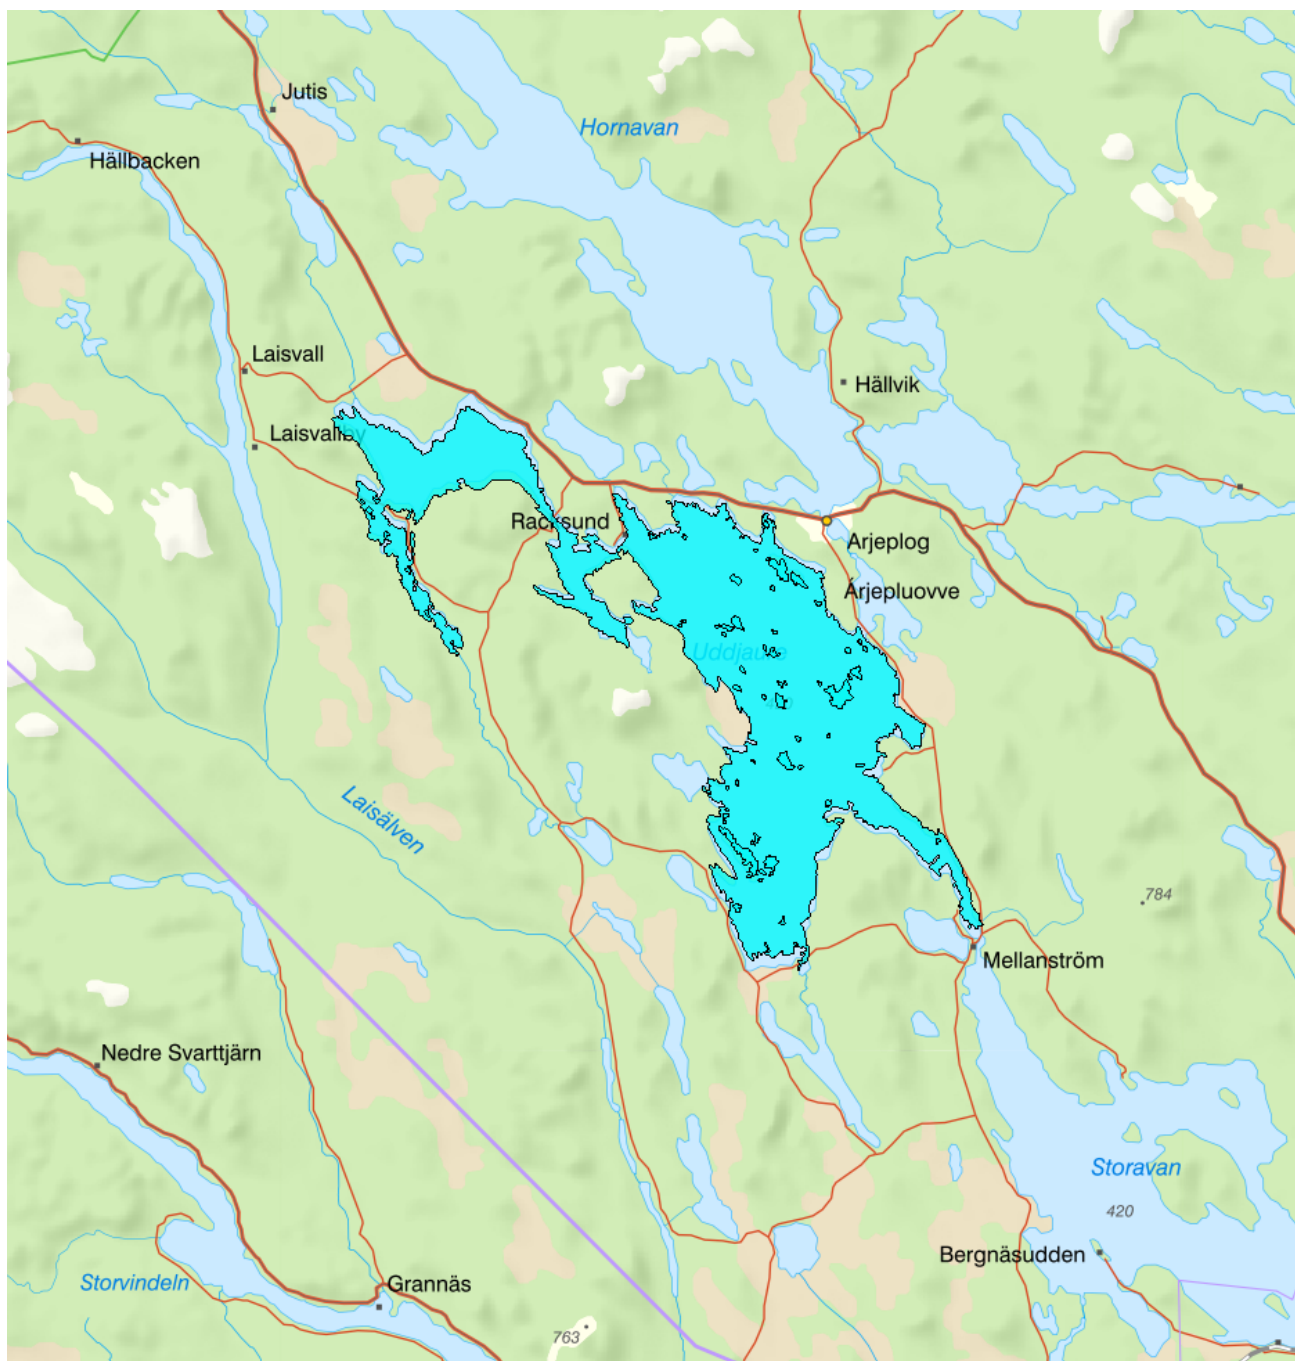 Jutis
Hornavan
Hällbacken
Laisvall
Hällvik
Laisvallby
Racksund
Arjeplog
Árjepluovve
Uddjaure
Laisälven
784
Mellanström
Nedre Svarttjärn
Storavan
420
Bergnäsudden
Storvindeln
Grannäs
763